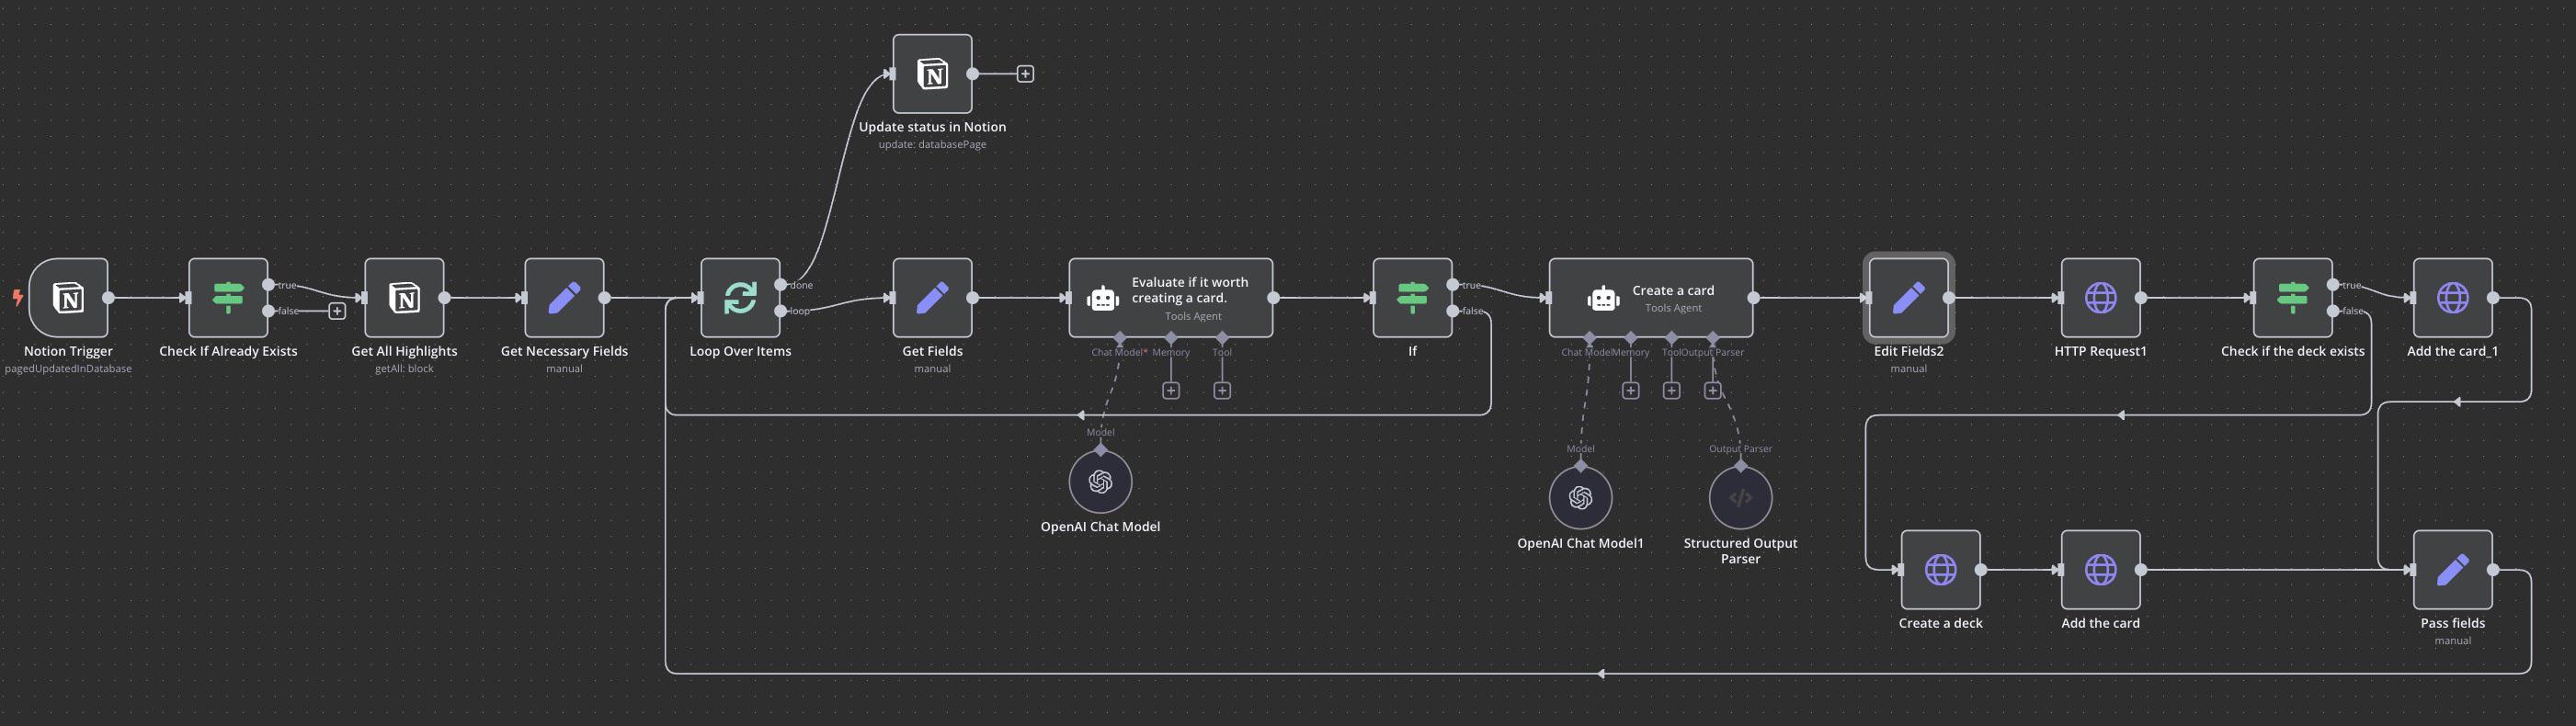 Update status in Notion
update: databasePage
Notion Trigger
pagedUpdatedInDatabase
true
false
Check If Already Exists
Get All Highlights
getAll: block
Get Necessary Fields
manual
done
loop
Loop Over Items
Get Fields
manual
Evaluate if it worth
creating a card.
Tools Agent
Chat Model*
Memory
Tool
Model
OpenAI Chat Model
true
false
If
Create a card
Tools Agent
Chat Model
Memory
Tool
Output Parser
Model
OpenAI Chat Model1
Output Parser
Structured Output
Parser
Edit Fields2
manual
HTTP Request1
true
false
Check if the deck exists
Add the card_1
Create a deck
Add the card
Pass fields
manual